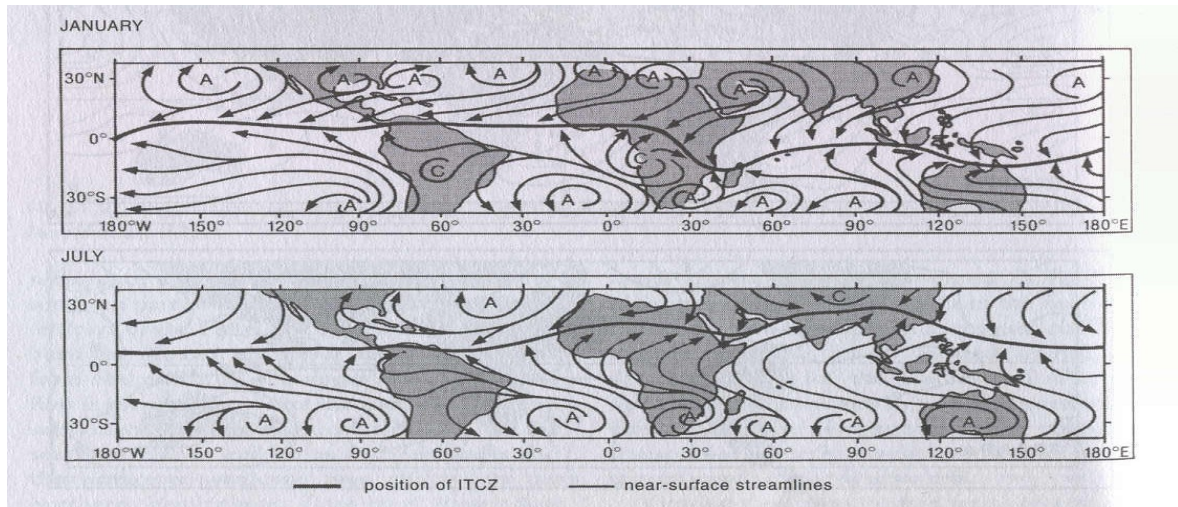 JANUARY
30°N
A A A A A A A A A
0°
C C
30°S
A A A A A
180°W 150° 120° 90° 60° 30° 0° 30° 60° 90° 120° 150° 180°E
JULY
30°N
A C
0°
30°S
A A A A A A A
180°W 150° 120° 90° 60° 30° 0° 30° 60° 90° 120° 150° 180°E
position of ITCZ near-surface streamlines